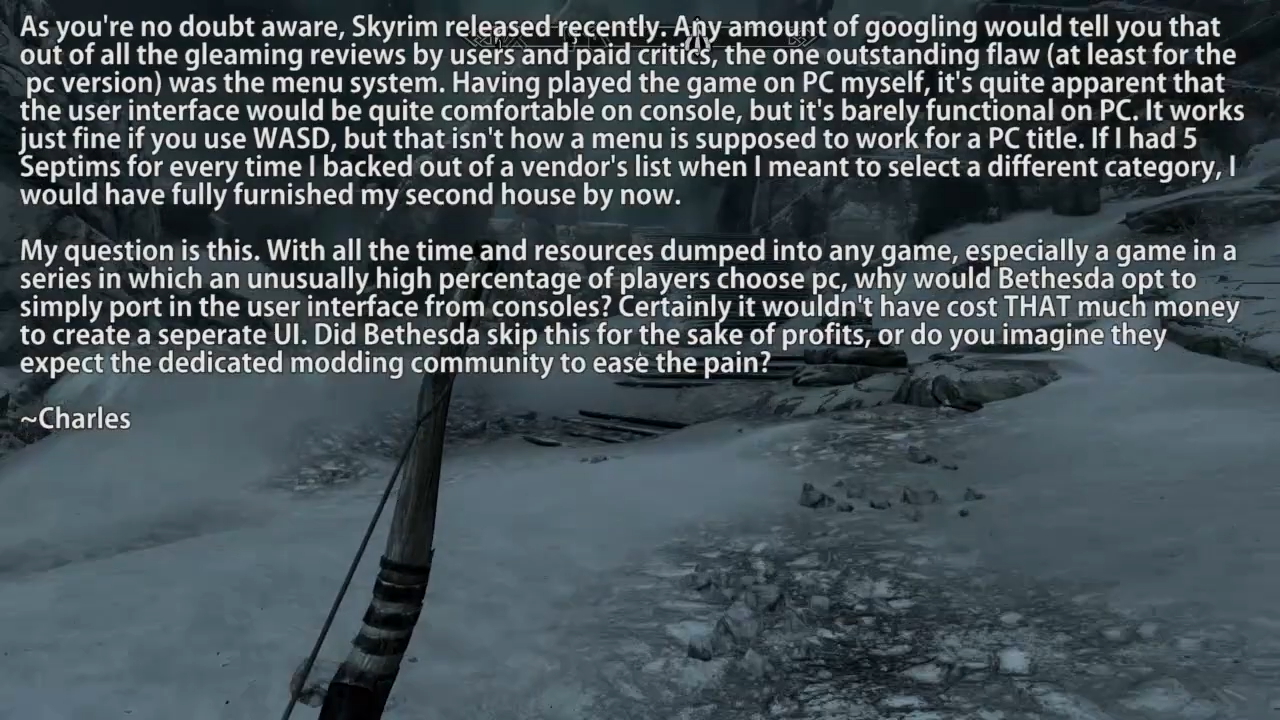 As you're no doubt aware, Skyrim released recently. Any amount of googling would tell you that
out of all the gleaming reviews by users and paid critics, the one outstanding flaw (at least for the
pc version) was the menu system. Having played the game on PC myself, it's quite apparent that
the user interface would be quite comfortable on console, but it's barely functional on PC. It works
just fine if you use WASD, but that isn't how a menu is supposed to work for a PC title. If I had 5
Septims for every time I backed out of a vendor's list when I meant to select a different category, I
would have fully furnished my second house by now.
My question is this. With all the time and resources dumped into any game, especially a game in a
series in which an unusually high percentage of players choose pc, why would Bethesda opt to
simply port in the user interface from consoles? Certainly it wouldn't have cost THAT much money
to create a seperate UI. Did Bethesda skip this for the sake of profits, or do you imagine they
expect the dedicated modding community to ease the pain?
~Charles